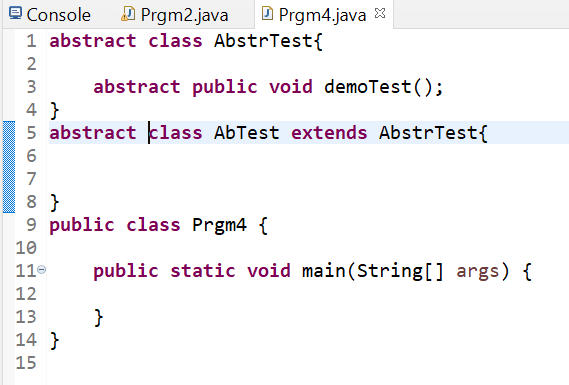 Console Prgm2.java Prgm4.java
1 abstract class AbstrTest{
2
3 abstract public void demoTest();
4 }
5 abstract class AbTest extends AbstrTest{
6
7
8 }
9 public class Prgm4 {
10
11 public static void main(String[] args) {
12
13 }
14 }
15